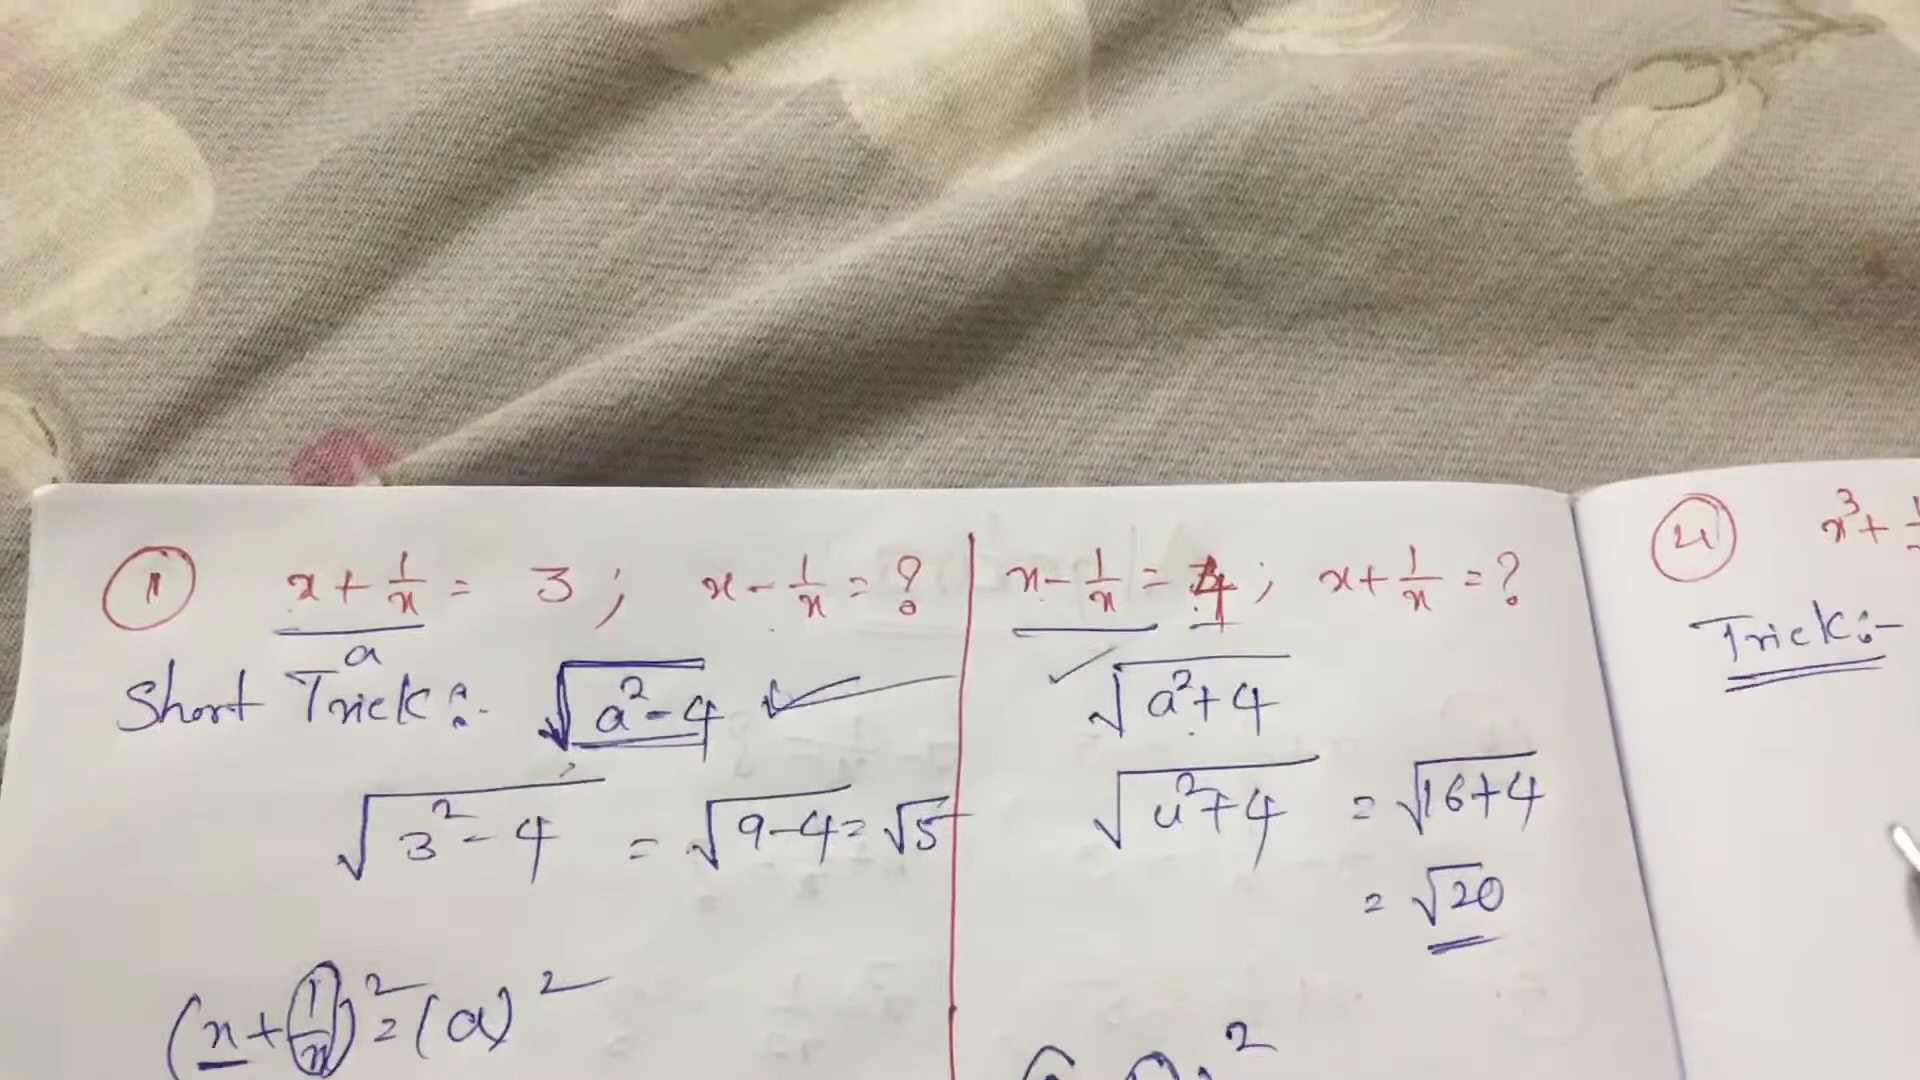 ① x + 1/x = 3 ; x - 1/x = ?
a
Short Trick :- √(a² - 4) ✓
√(3² - 4) = √(9 - 4) = √5
(x + 1/x)² = (a)²
x - 1/x = 4 ; x + 1/x = ?
✓ √(a² + 4)
√(4² + 4) = √(16 + 4)
= √20
2
x³ +
Trick :-